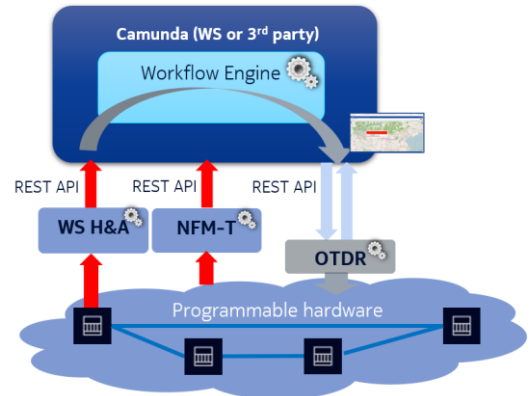 Camunda (WS or 3rd party)
Workflow Engine
REST API
REST API
REST API
WS H&A
NFM-T
OTDR
Programmable hardware